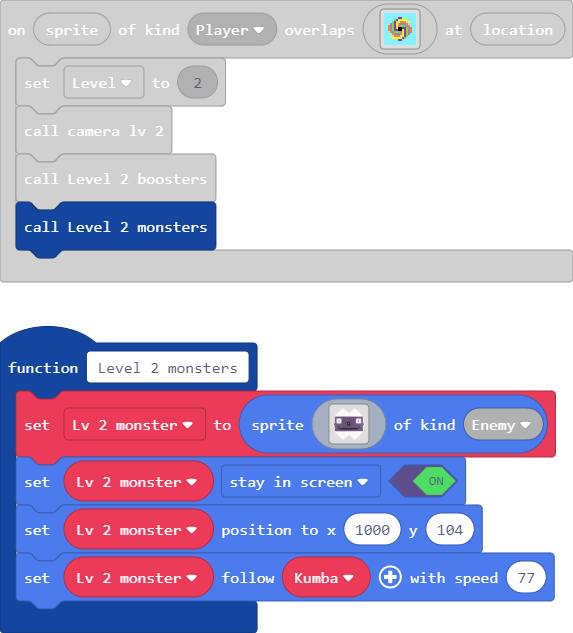 on sprite of kind Player overlaps at location
set Level to 2
call camera lv 2
call Level 2 boosters
call Level 2 monsters
function Level 2 monsters
set Lv 2 monster to sprite of kind Enemy
set Lv 2 monster stay in screen ON
set Lv 2 monster position to x 1000 y 104
set Lv 2 monster follow Kumba with speed 77